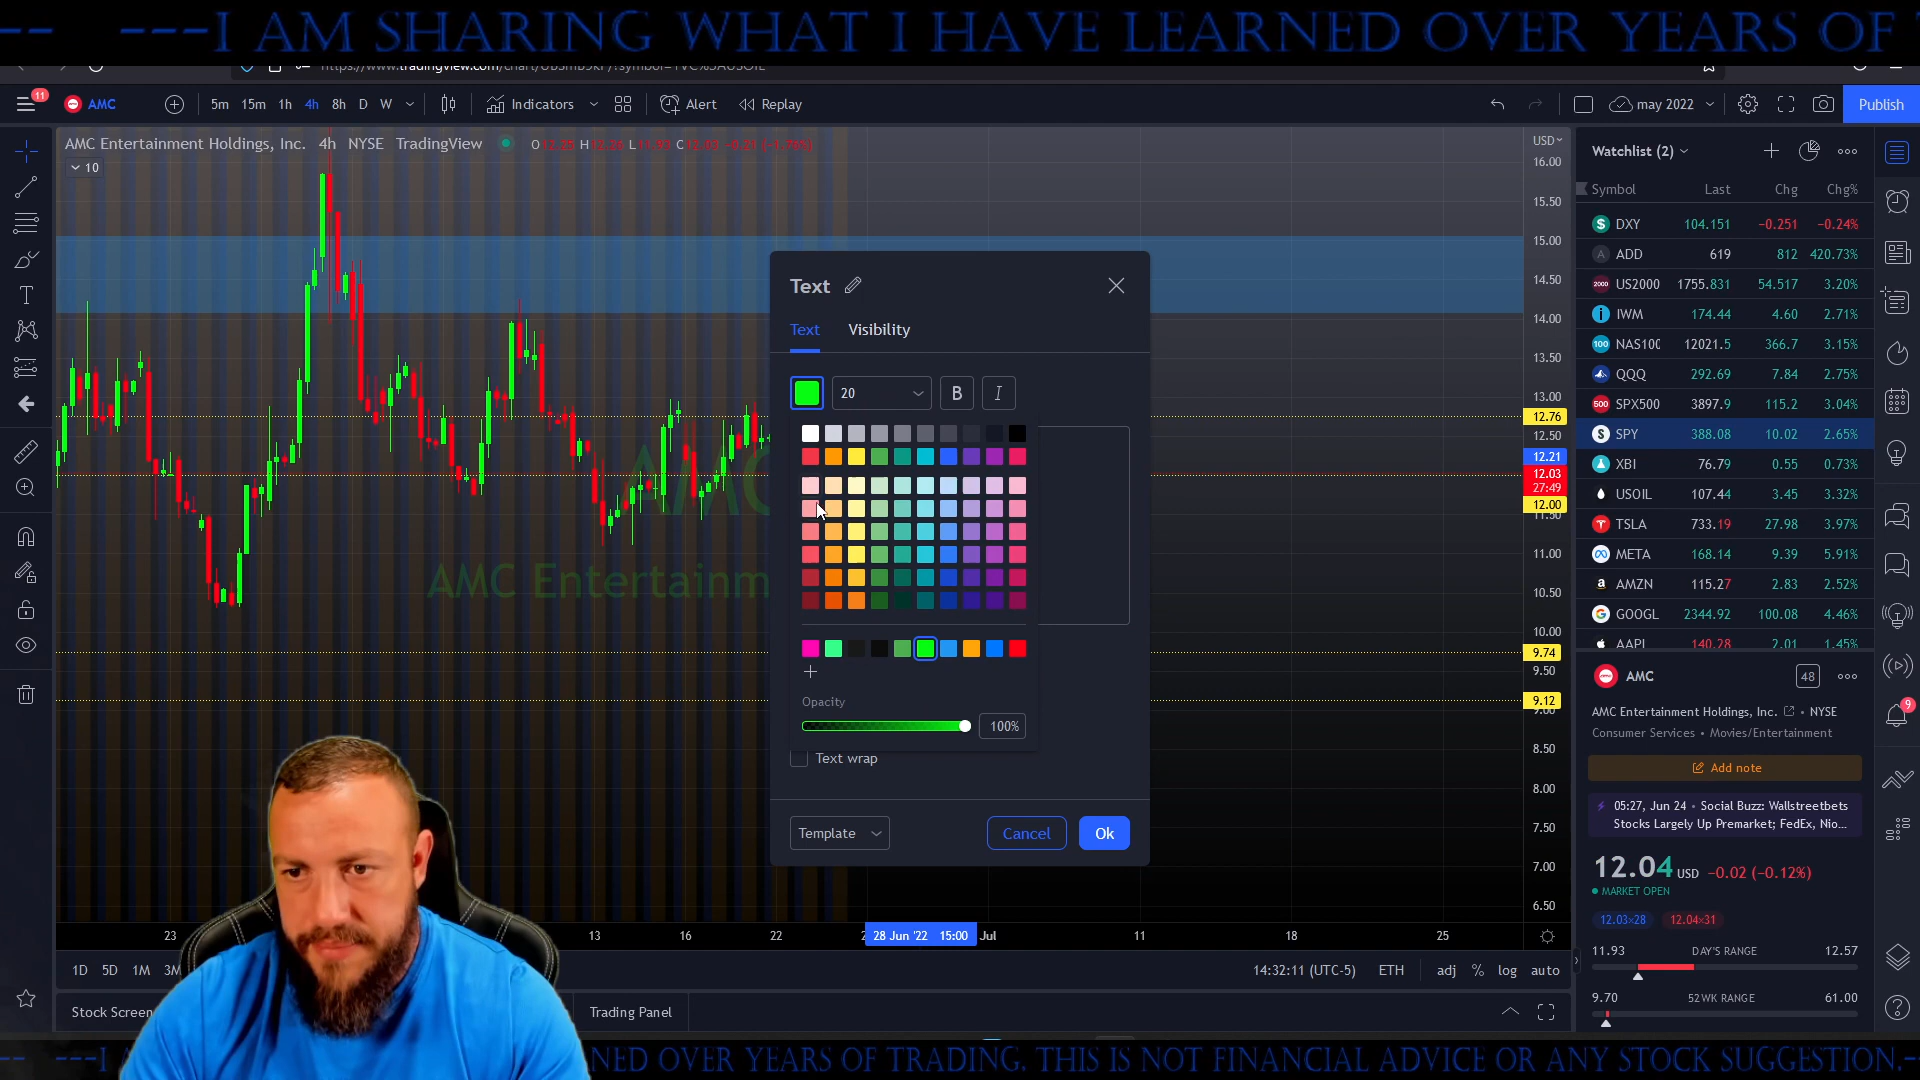 -- ---I AM SHARING WHAT I HAVE LEARNED OVER YEARS OF
11 AMC 5m 15m 1h 4h 8h D W Indicators Alert Replay may 2022 Publish
AMC Entertainment Holdings, Inc. 4h NYSE TradingView
10
USD
16.00
15.50
15.00
14.50
14.00
13.50
13.00
12.76
12.50
12.21
12.03
27:49
12.00
11.50
11.00
10.50
10.00
9.74
9.50
9.12
9.00
8.50
8.00
7.50
7.00
6.50
AMC
AMC Entertainm
Text
Text Visibility
20 B I
Opacity
100%
Text wrap
Template Cancel Ok
23 13 16 22 2 28 Jun '22 15:00 Jul 11 18 25
1D 5D 1M 3M 14:32:11 (UTC-5) ETH adj % log auto
Stock Screen Trading Panel
Watchlist (2)
Symbol Last Chg Chg%
DXY 104.151 −0.251 −0.24%
ADD 619 812 420.73%
US2000 1755.831 54.517 3.20%
IWM 174.44 4.60 2.71%
NAS100 12021.5 366.7 3.15%
QQQ 292.69 7.84 2.75%
SPX500 3897.9 115.2 3.04%
SPY 388.08 10.02 2.65%
XBI 76.79 0.55 0.73%
USOIL 107.44 3.45 3.32%
TSLA 733.19 27.98 3.97%
META 168.14 9.39 5.91%
AMZN 115.27 2.83 2.52%
GOOGL 2344.92 100.08 4.46%
AAPL 140.28 2.01 1.45%
AMC 48
AMC Entertainment Holdings, Inc. • NYSE
Consumer Services • Movies/Entertainment
Add note
05:27, Jun 24 • Social Buzz: Wallstreetbets
Stocks Largely Up Premarket; FedEx, Nio...
12.04 USD −0.02 (−0.12%)
MARKET OPEN
12.03×28 12.04×31
11.93 DAY'S RANGE 12.57
9.70 52WK RANGE 61.00
9
-- ---I A NED OVER YEARS OF TRADING. THIS IS NOT FINANCIAL ADVICE OR ANY STOCK SUGGESTION.-